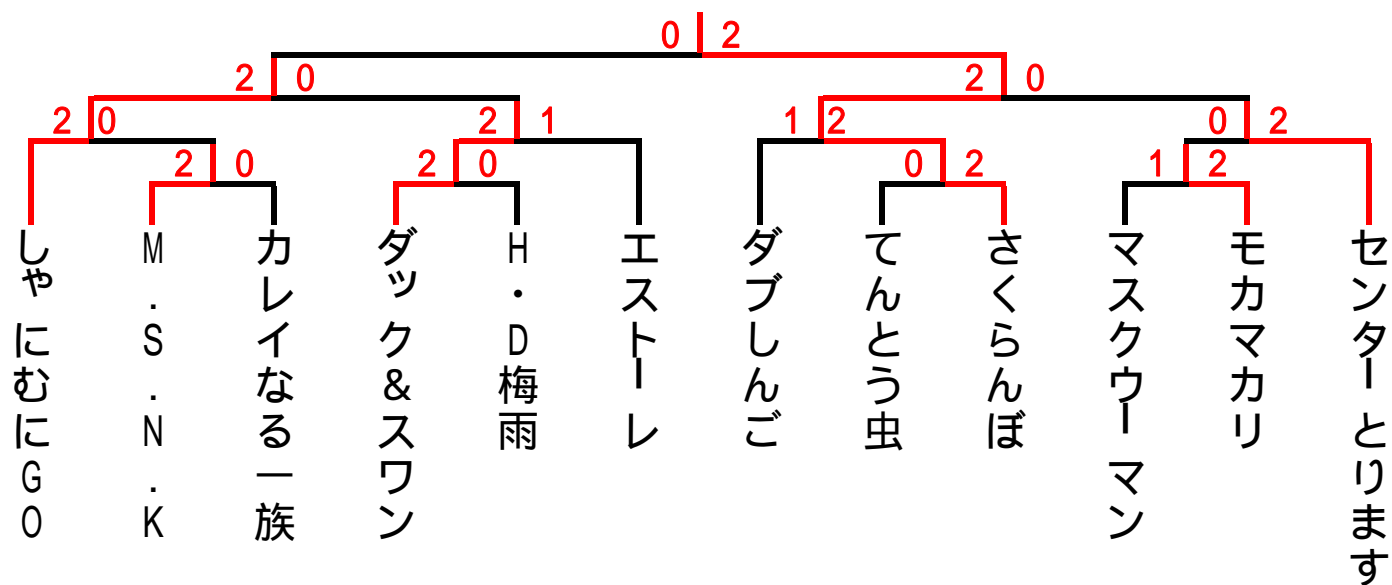 0 2
2 0 2 0
2 0 2 1 1 2 0 2
2 0 2 0 0 2 1 2
しゃにむにGO
M.S.N.K
カレイなる一族
ダック&スワン
H・D梅雨
エストーレ
ダブしんご
てんとう虫
さくらんぼ
マスクウーマン
モカマカリ
センターとります